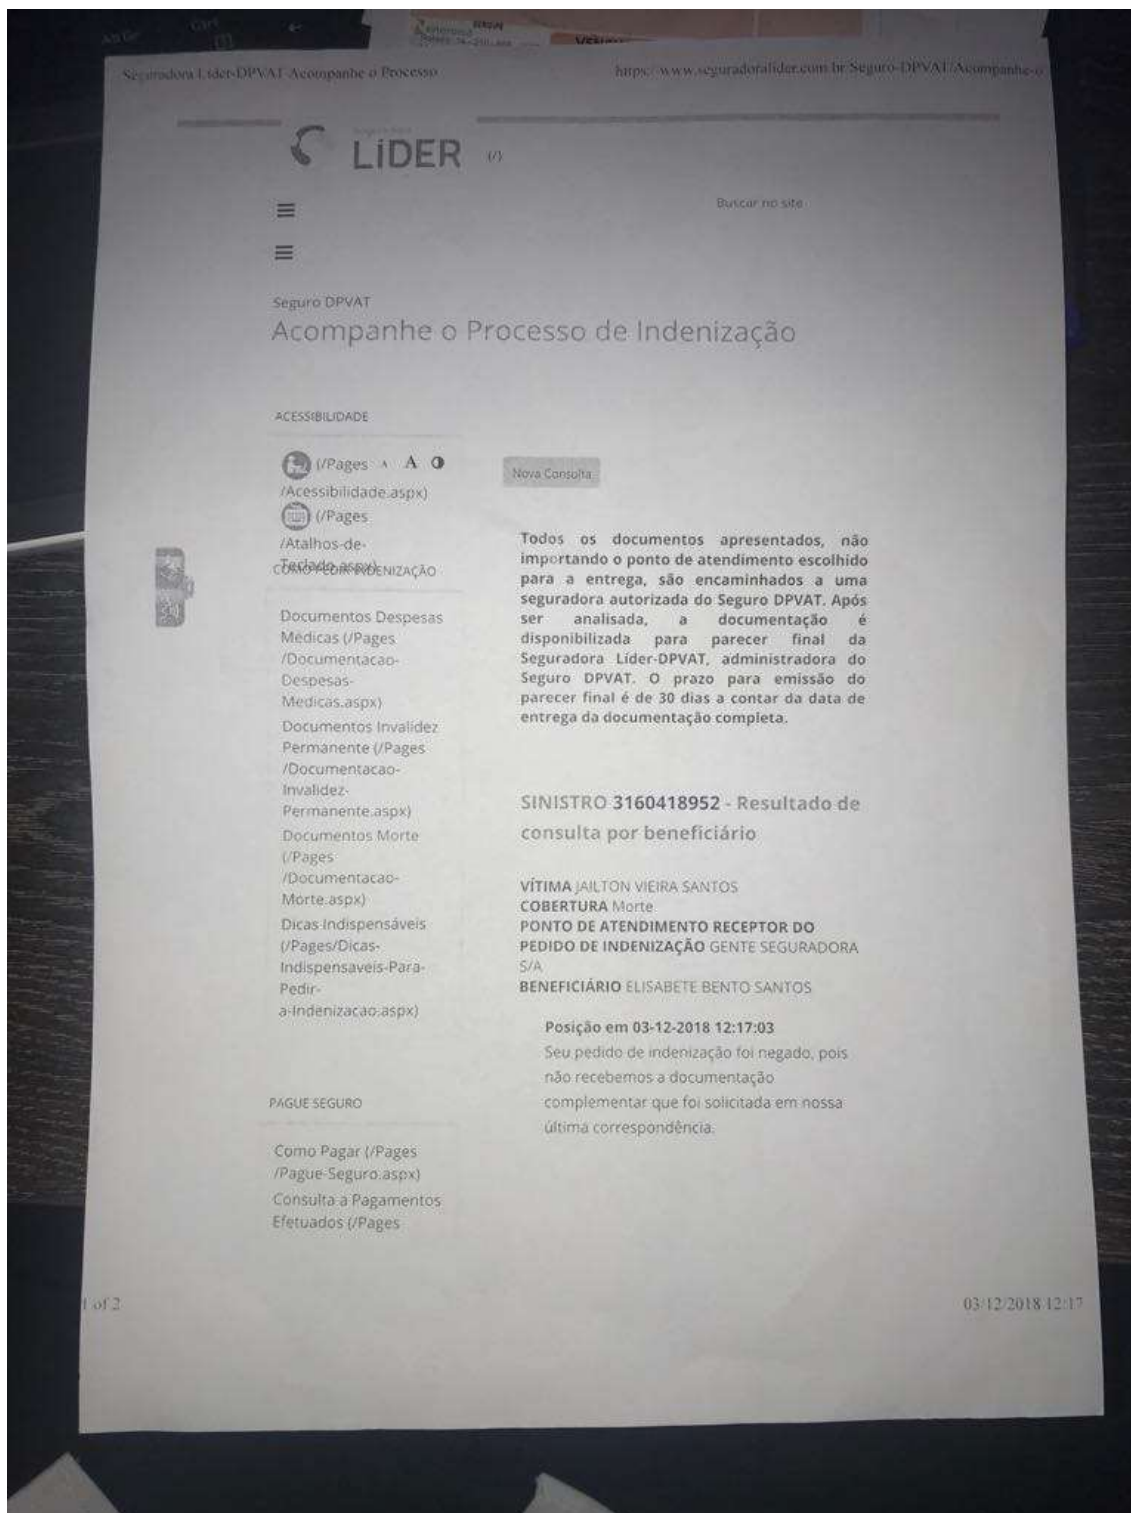 Seguradora Líder-DPVAT Acompanhe o Processo
https://www.seguradoralider.com.br/Seguro-DPVAT/Acompanhe-o
LíDER (/)
Buscar no site
Seguro DPVAT
Acompanhe o Processo de Indenização
ACESSIBILIDADE
(/Pages A A
/Acessibilidade.aspx)
(/Pages
/Atalhos-de-
Teclado.aspx)
COMO PEDIR INDENIZAÇÃO
Documentos Despesas
Médicas (/Pages
/Documentacao-
Despesas-
Medicas.aspx)
Documentos Invalidez
Permanente (/Pages
/Documentacao-
Invalidez-
Permanente.aspx)
Documentos Morte
(/Pages
/Documentacao-
Morte.aspx)
Dicas Indispensáveis
(/Pages/Dicas-
Indispensaveis-Para-
Pedir-
a-Indenizacao.aspx)
PAGUE SEGURO
Como Pagar (/Pages
/Pague-Seguro.aspx)
Consulta a Pagamentos
Efetuados (/Pages
Nova Consulta
Todos os documentos apresentados, não
importando o ponto de atendimento escolhido
para a entrega, são encaminhados a uma
seguradora autorizada do Seguro DPVAT. Após
ser analisada, a documentação é
disponibilizada para parecer final da
Seguradora Líder-DPVAT, administradora do
Seguro DPVAT. O prazo para emissão do
parecer final é de 30 dias a contar da data de
entrega da documentação completa.
SINISTRO 3160418952 - Resultado de
consulta por beneficiário
VÍTIMA JAILTON VIEIRA SANTOS
COBERTURA Morte
PONTO DE ATENDIMENTO RECEPTOR DO
PEDIDO DE INDENIZAÇÃO GENTE SEGURADORA
S/A
BENEFICIÁRIO ELISABETE BENTO SANTOS
Posição em 03-12-2018 12:17:03
Seu pedido de indenização foi negado, pois
não recebemos a documentação
complementar que foi solicitada em nossa
última correspondência.
1 of 2
03/12/2018 12:17